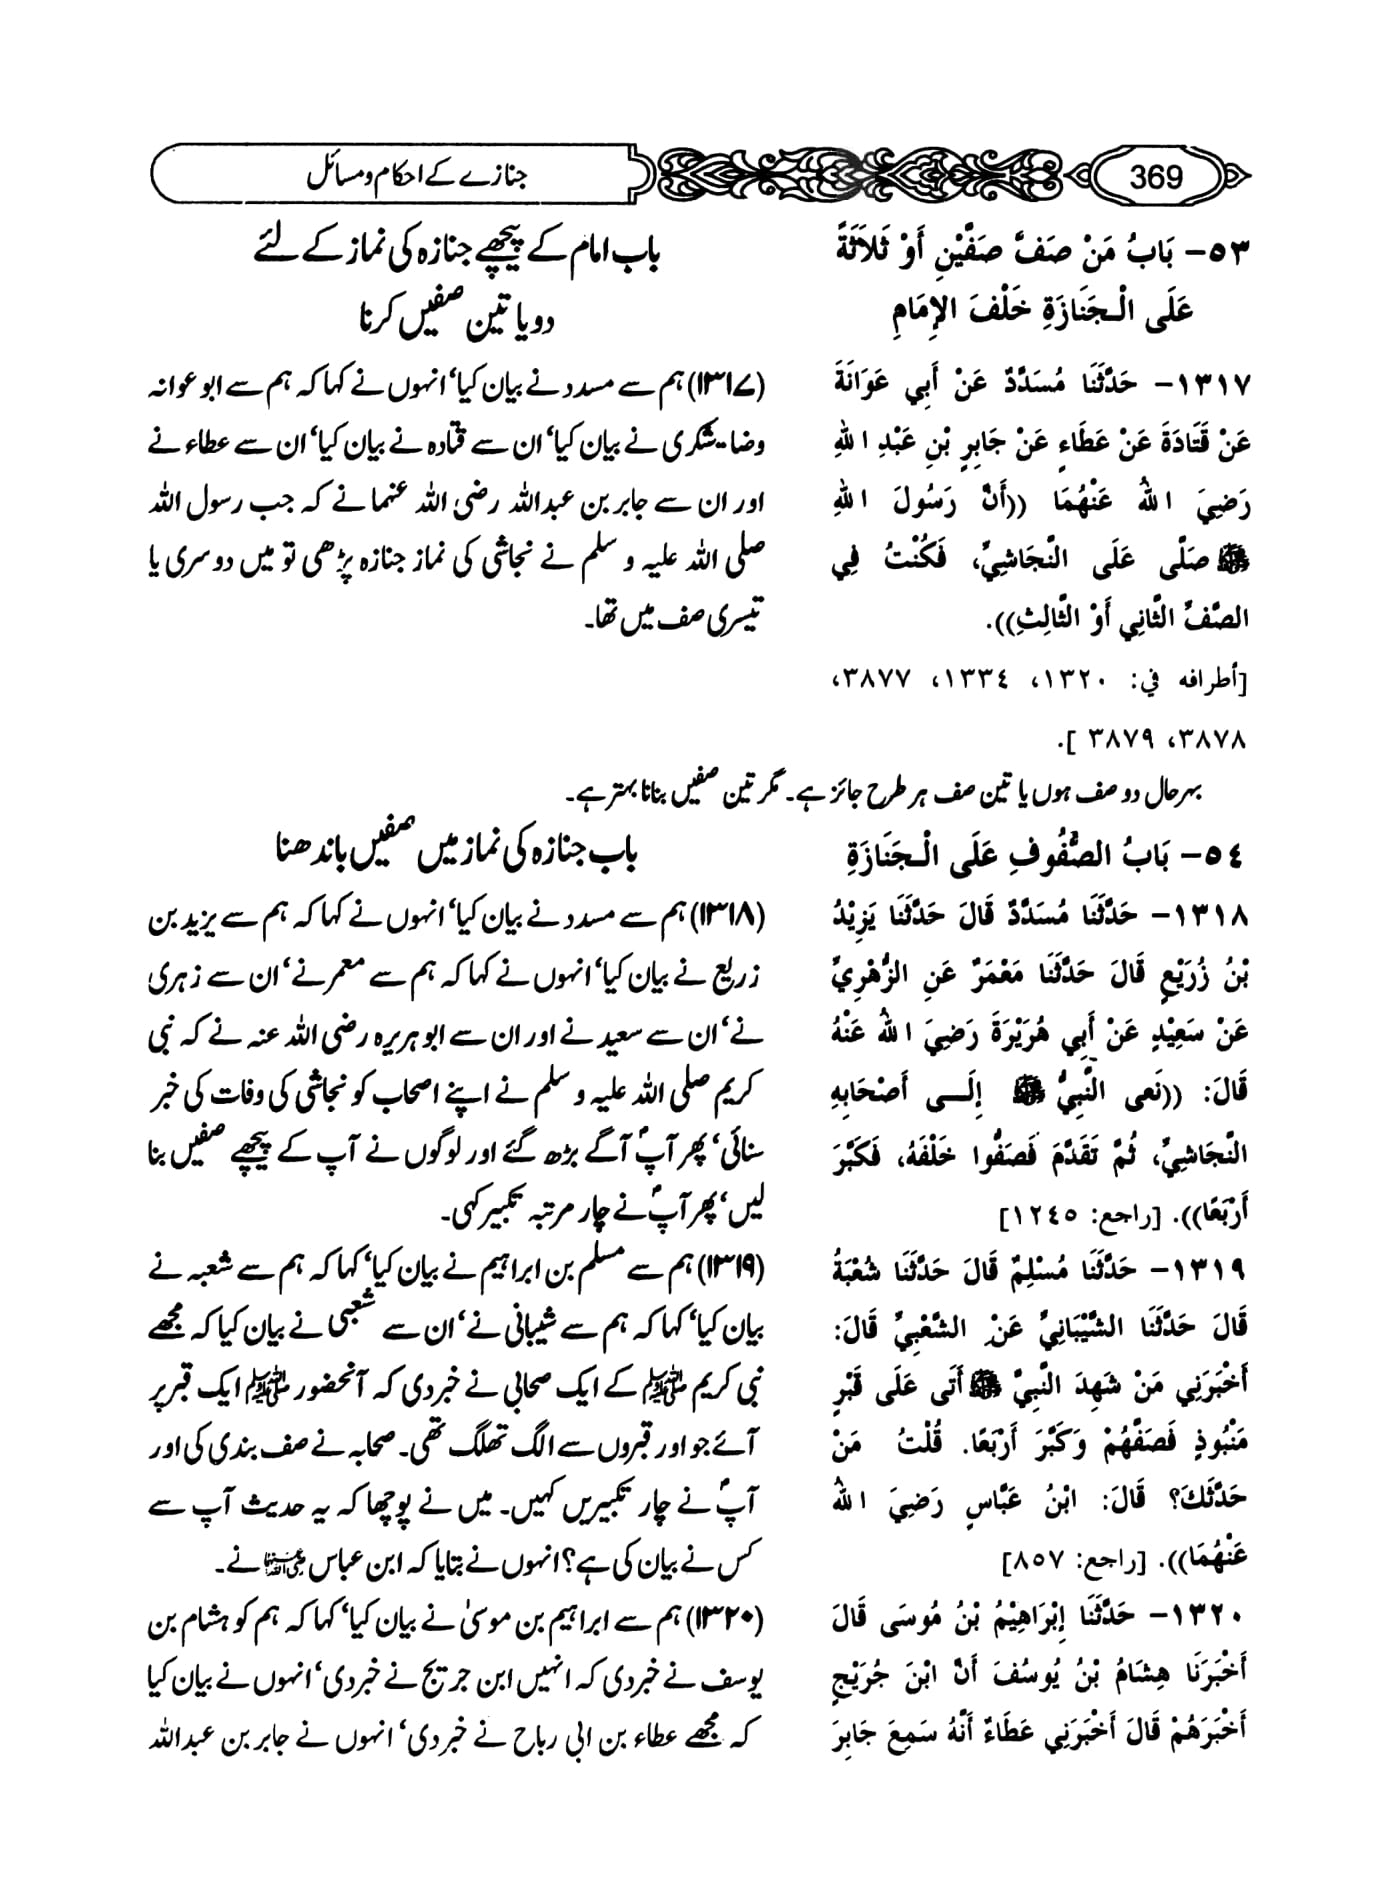 369
جنازے کے احکام و مسائل
٥٣- بَابُ مَنْ صَفَّ صَفَّيْنِ أَوْ ثَلاَثَةً
عَلَى الْـجَنَازَةِ خَلْفَ الإِمَامِ
١٣١٧- حَدَّثَنَا مُسَدَّدٌ عَنْ أَبِي عَوَانَةَ
عَنْ قَتَادَةَ عَنْ عَطَاءٍ عَنْ جَابِرِ بْنِ عَبْدِ اللهِ
رَضِيَ اللهُ عَنْهُمَا ((أَنَّ رَسُولَ اللهِ
ﷺ صَلَّى عَلَى النَّجَاشِيِّ، فَكُنْتُ فِي
الصَّفِّ الثَّانِي أَوْ الثَّالِثِ)).
[أطرافه في: ١٣٢٠، ١٣٣٤، ٣٨٧٧،
٣٨٧٨، ٣٨٧٩ ].
باب امام کے پیچھے جنازہ کی نماز کے لئے
دو یا تین صفیں کرنا
(۱۳۱۷) ہم سے مسدد نے بیان کیا‘ انہوں نے کہا کہ ہم سے ابو عوانہ
وضایشکری نے بیان کیا‘ ان سے قتادہ نے بیان کیا‘ ان سے عطاء نے
اور ان سے جابر بن عبداللہ رضی اللہ عنہما نے کہ جب رسول اللہ
صلی اللہ علیہ و سلم نے نجاشی کی نماز جنازہ پڑھی تو میں دوسری یا
تیسری صف میں تھا۔
بہرحال دو صف ہوں یا تین صف ہر طرح جائز ہے۔ مگر تین صفیں بنانا بہتر ہے۔
٥٤- بَابُ الصُّفُوفِ عَلَى الْـجَنَازَةِ
١٣١٨- حَدَّثَنَا مُسَدَّدٌ قَالَ حَدَّثَنَا يَزِيْدُ
بْنُ زُرَيْعٍ قَالَ حَدَّثَنَا مَعْمَرٌ عَنِ الزُّهْرِيِّ
عَنْ سَعِيْدٍ عَنْ أَبِي هُرَيْرَةَ رَضِيَ اللهُ عَنْهُ
قَالَ: ((نَعى النَّبِيُّ ﷺ إِلَــى أَصْحَابِهِ
النَّجَاشِيَّ، ثُمَّ تَقَدَّمَ فَصَفُّوا خَلْفَهُ، فَكَبَّرَ
أَرْبَعًا)). [راجع: ١٢٤٥]
١٣١٩- حَدَّثَنَا مُسْلِمٌ قَالَ حَدَّثَنَا شُعْبَةُ
قَالَ حَدَّثَنَا الشَّيْبَانِيُّ عَنْ الشَّعْبِيِّ قَالَ:
أَخْبَرَنِي مَنْ شَهِدَ النَّبِيَّ ﷺ أَتَى عَلَى قَبْرٍ
مَنْبُوذٍ فَصَفَّهُمْ وَكَبَّرَ أَرْبَعًا. قُلْتُ مَنْ
حَدَّثَكَ؟ قَالَ: ابْنُ عَبَّاسٍ رَضِيَ اللهُ
عَنْهُمَا)). [راجع: ٨٥٧]
١٣٢٠- حَدَّثَنَا إِبْرَاهِيْمُ بْنُ مُوسَى قَالَ
أَخْبَرَنَا هِشَامُ بْنُ يُوسُفَ أَنَّ ابْنَ جُرَيْجٍ
أَخْبَرَهُمْ قَالَ أَخْبَرَنِي عَطَاءٌ أَنَّهُ سَمِعَ جَابِرَ
باب جنازہ کی نماز میں صفیں باندھنا
(۱۳۱۸) ہم سے مسدد نے بیان کیا‘ انہوں نے کہا کہ ہم سے یزید بن
زریع نے بیان کیا‘ انہوں نے کہا کہ ہم سے معمر نے‘ ان سے زہری
نے‘ ان سے سعید نے اور ان سے ابو ہریرہ رضی اللہ عنہ نے کہ نبی
کریم صلی اللہ علیہ و سلم نے اپنے اصحاب کو نجاشی کی وفات کی خبر
سنائی‘ پھر آپؐ آگے بڑھ گئے اور لوگوں نے آپ کے پیچھے صفیں بنا
لیں‘ پھر آپؐ نے چار مرتبہ تکبیر کہی۔
(۱۳۱۹) ہم سے مسلم بن ابراہیم نے بیان کیا‘ کہا کہ ہم سے شعبہ نے
بیان کیا‘ کہا کہ ہم سے شیبانی نے‘ ان سے شعبی نے بیان کیا کہ مجھے
نبی کریم ﷺ کے ایک صحابی نے خبر دی کہ آنحضور ﷺ ایک قبر پر
آئے جو اور قبروں سے الگ تھلگ تھی۔ صحابہ نے صف بندی کی اور
آپؐ نے چار تکبیریں کہیں۔ میں نے پوچھا کہ یہ حدیث آپ سے
کس نے بیان کی ہے؟ انہوں نے بتایا کہ ابن عباس رضی اللہ عنہما نے۔
(۱۳۲۰) ہم سے ابراہیم بن موسیٰ نے بیان کیا‘ کہا کہ ہم کو ہشام بن
یوسف نے خبر دی کہ انہیں ابن جریج نے خبر دی‘ انہوں نے بیان کیا
کہ مجھے عطاء بن ابی رباح نے خبر دی‘ انہوں نے جابر بن عبداللہ